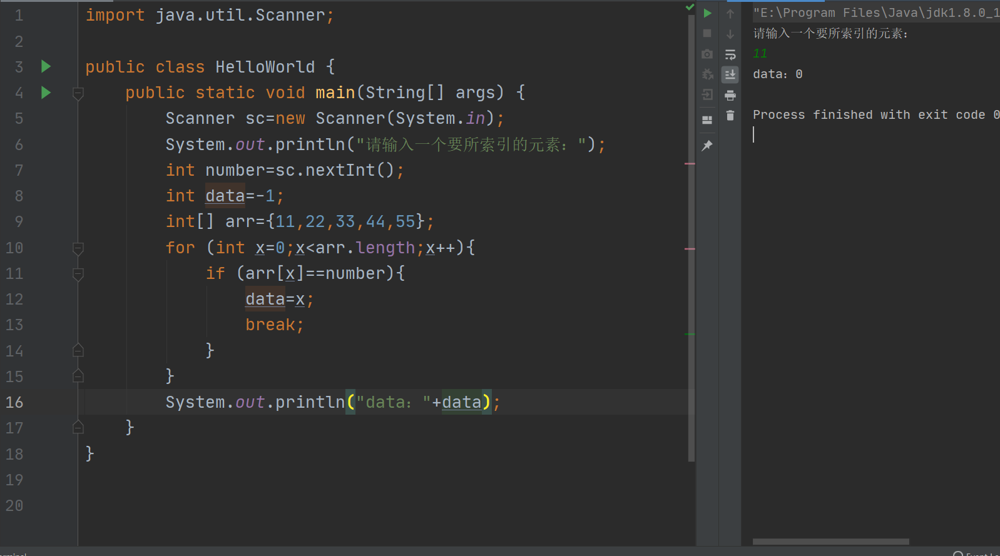 1 import java.util.Scanner;
2
3 public class HelloWorld {
4 public static void main(String[] args) {
5 Scanner sc=new Scanner(System.in);
6 System.out.println("请输入一个要所索引的元素：");
7 int number=sc.nextInt();
8 int data=-1;
9 int[] arr={11,22,33,44,55};
10 for (int x=0;x<arr.length;x++){
11 if (arr[x]==number){
12 data=x;
13 break;
14 }
15 }
16 System.out.println("data："+data);
17 }
18 }
19
20
"E:\Program Files\Java\jdk1.8.0_1
请输入一个要所索引的元素：
11
data：0
Process finished with exit code 0